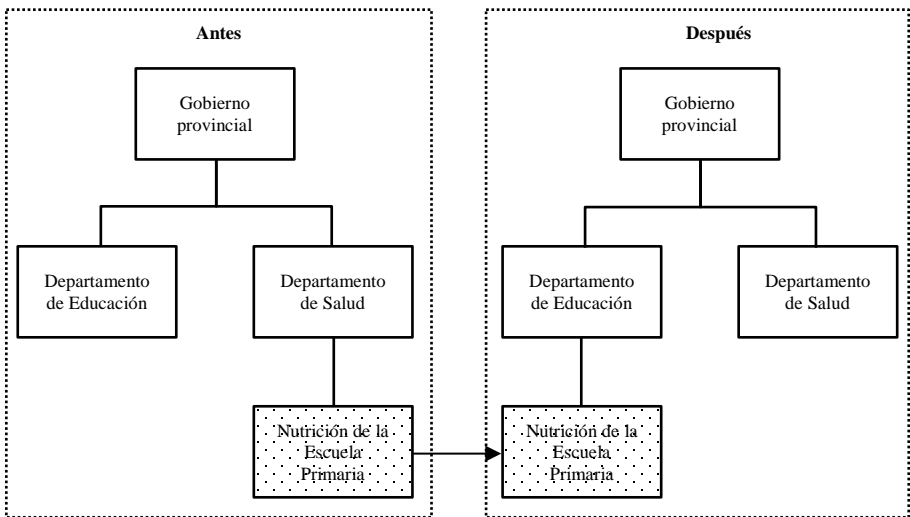 Antes
Gobierno
provincial
Departamento
de Educación
Departamento
de Salud
Nutrición de la
Escuela
Primaria
Después
Gobierno
provincial
Departamento
de Educación
Departamento
de Salud
Nutrición de la
Escuela
Primaria